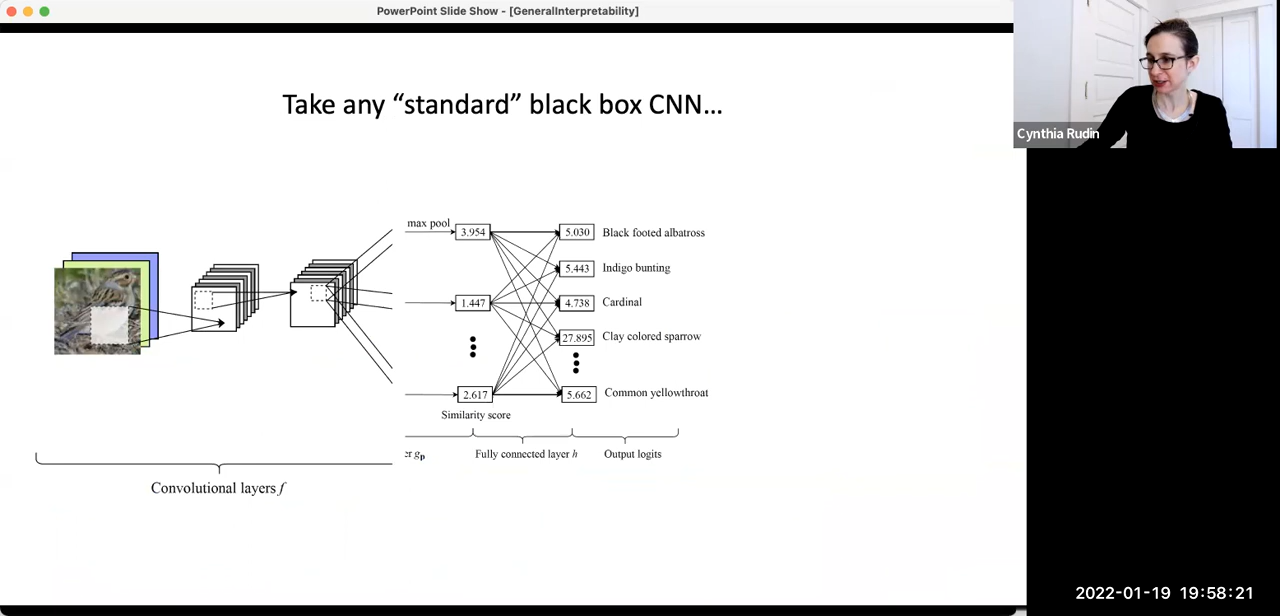 PowerPoint Slide Show - [GeneralInterpretability]
Take any “standard” black box CNN…
Cynthia Rudin
max pool
3.954
5.030
Black footed albatross
5.443
Indigo bunting
1.447
4.738
Cardinal
27.895
Clay colored sparrow
2.617
5.662
Common yellowthroat
Similarity score
er gₚ
Fully connected layer h
Output logits
Convolutional layers f
2022-01-19 19:58:21